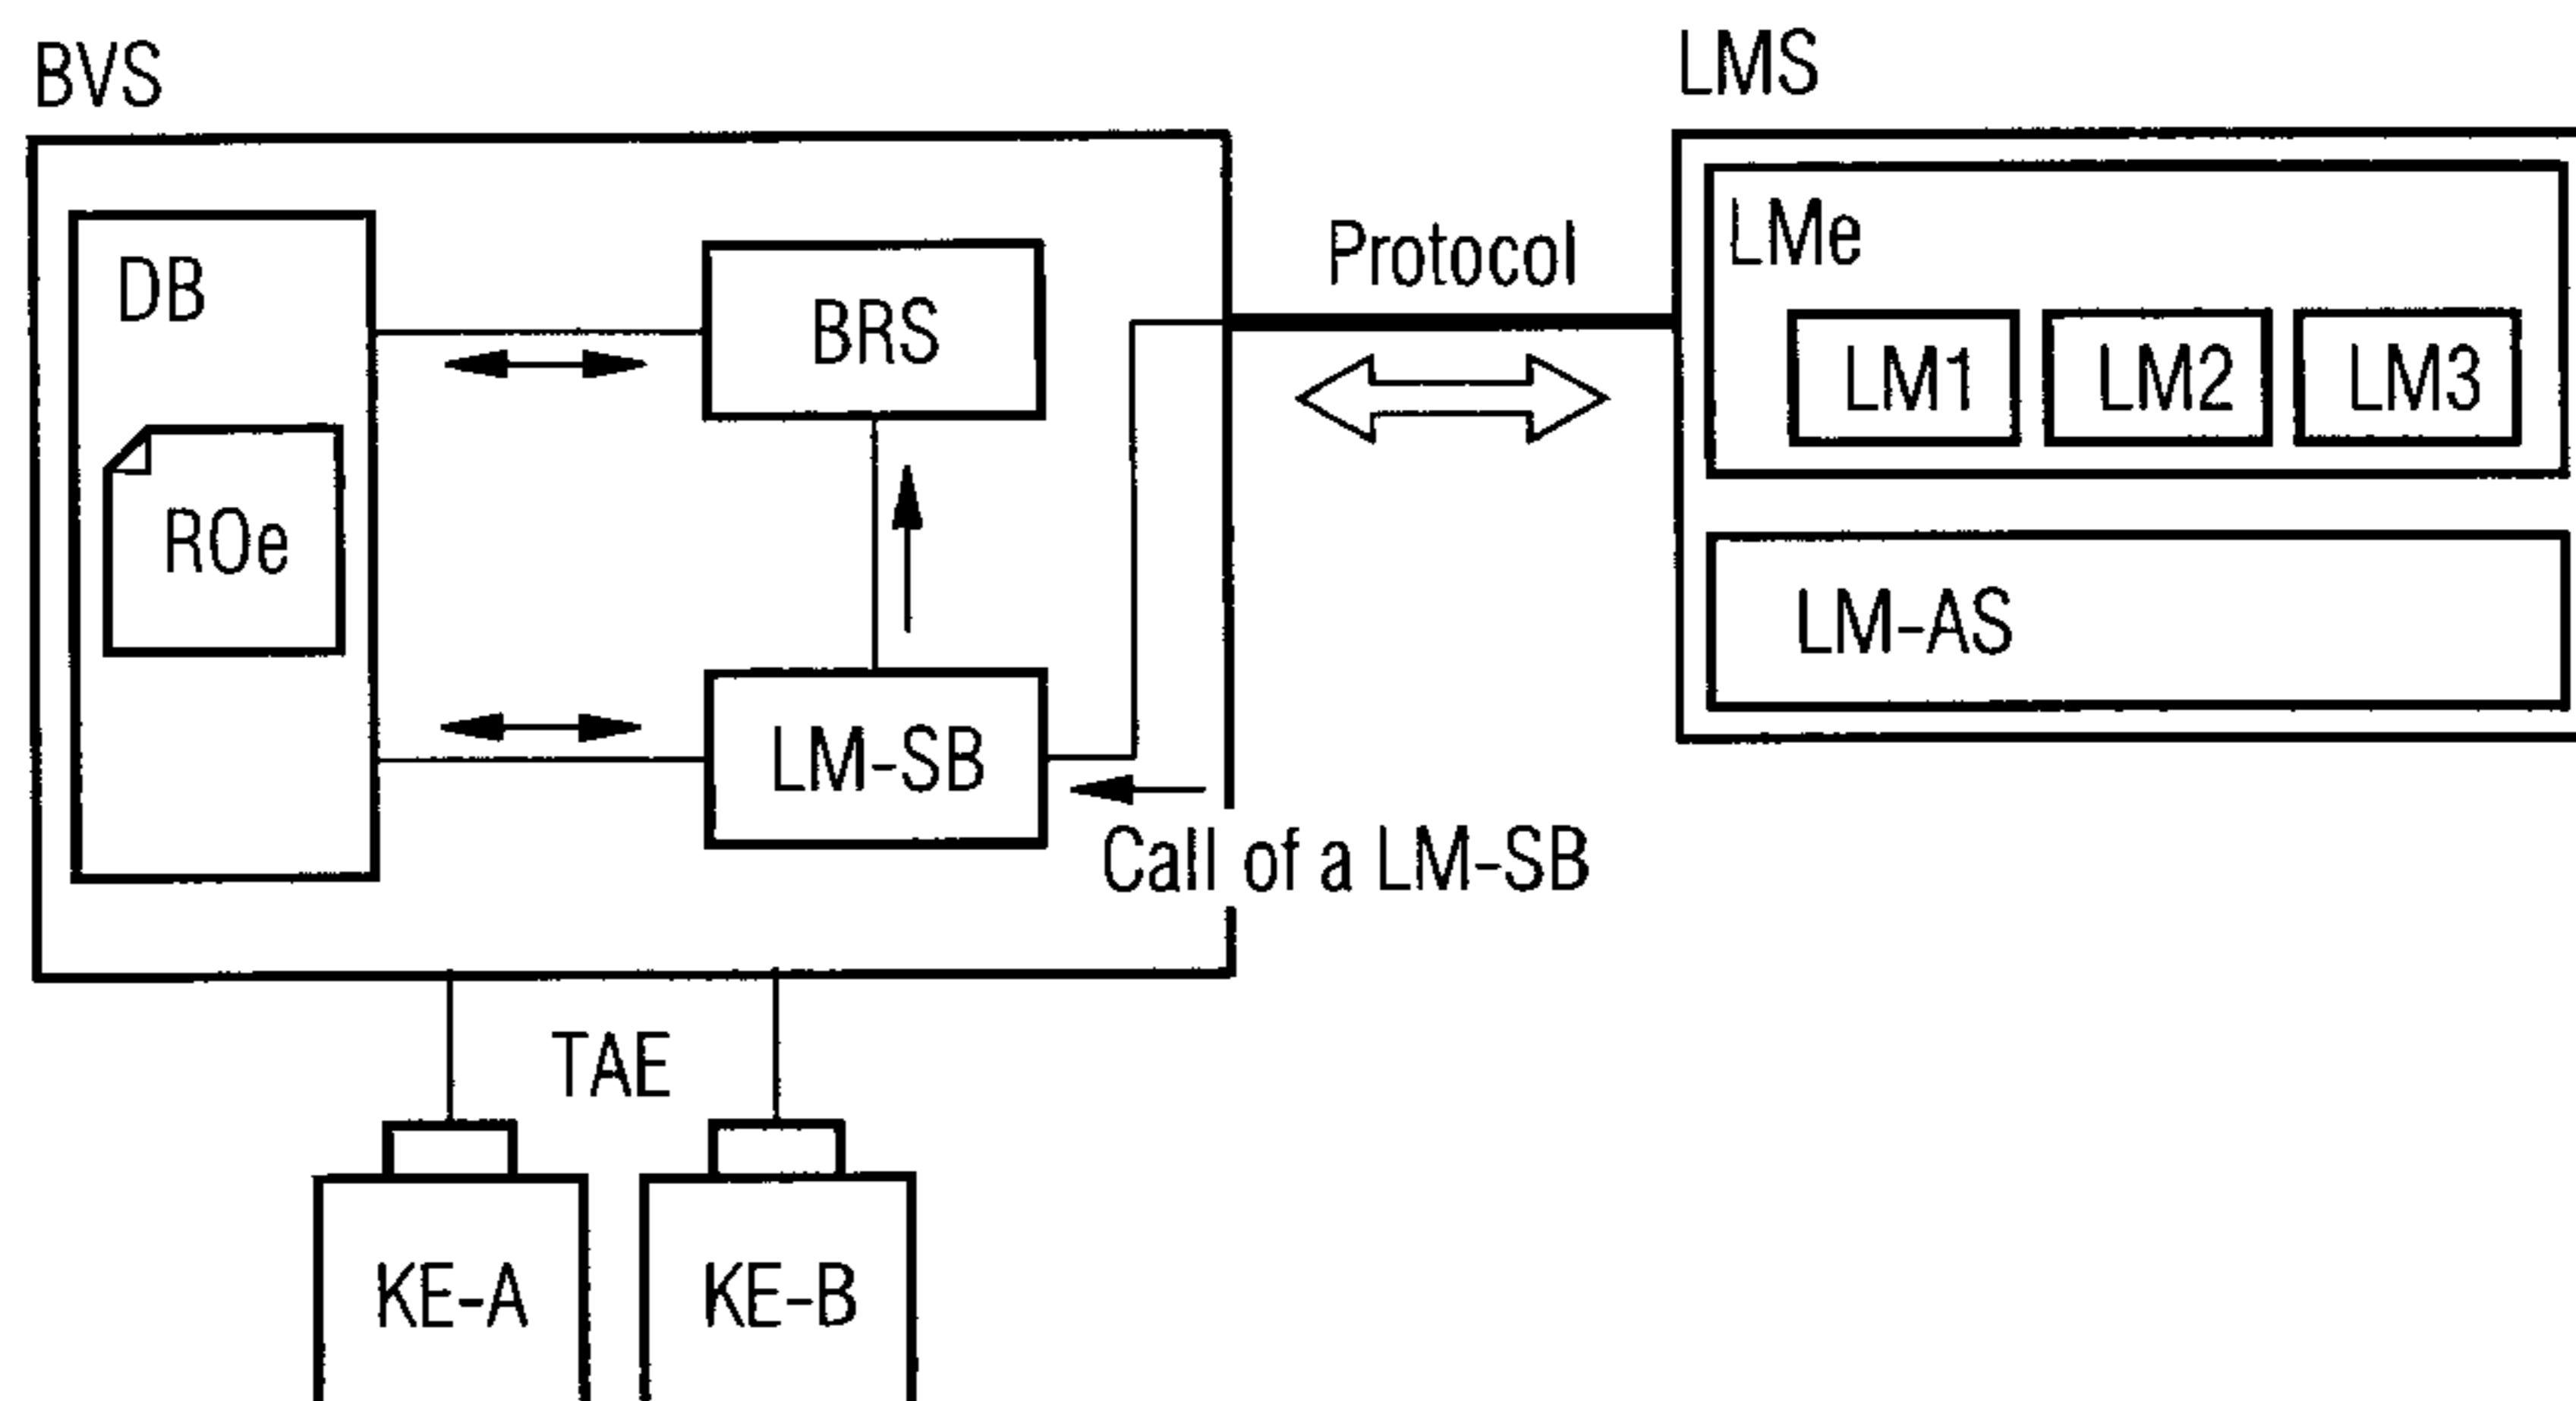 BVS
LMS
DB
BRS
Protocol
LMe
LM1
LM2
LM3
ROe
LM-AS
LM-SB
Call of a LM-SB
TAE
KE-A
KE-B